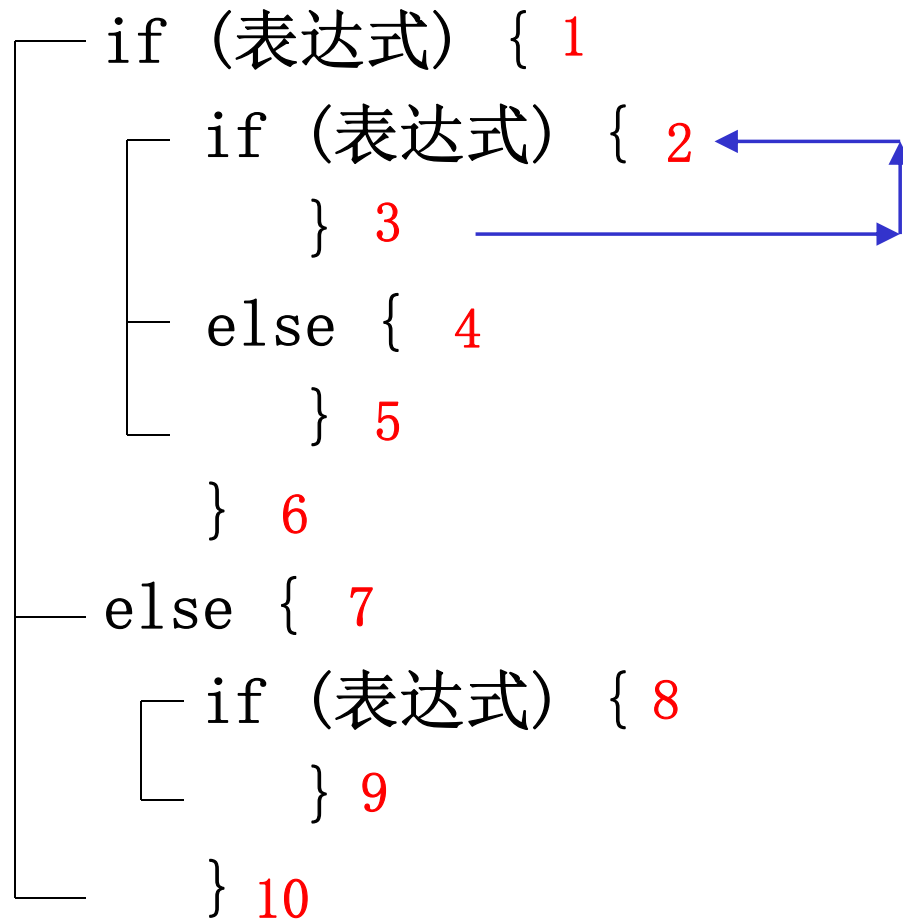 if (表达式) { 1
if (表达式) { 2
} 3
else { 4
} 5
} 6
else { 7
if (表达式) { 8
} 9
} 10